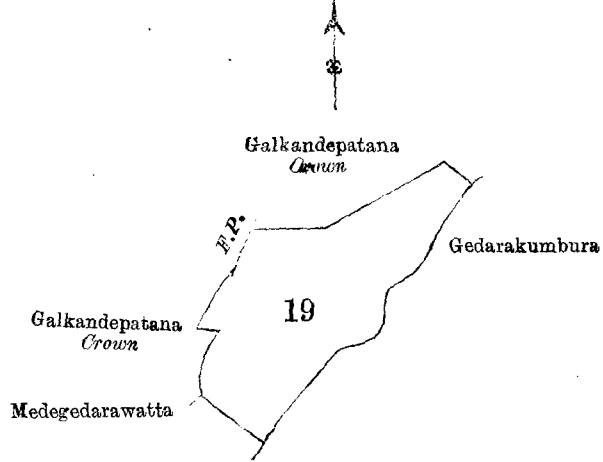 Galkandepatana
Crown
F.P.
Gedarakumbura
19
Galkandepatana
Crown
Medegedarawatta